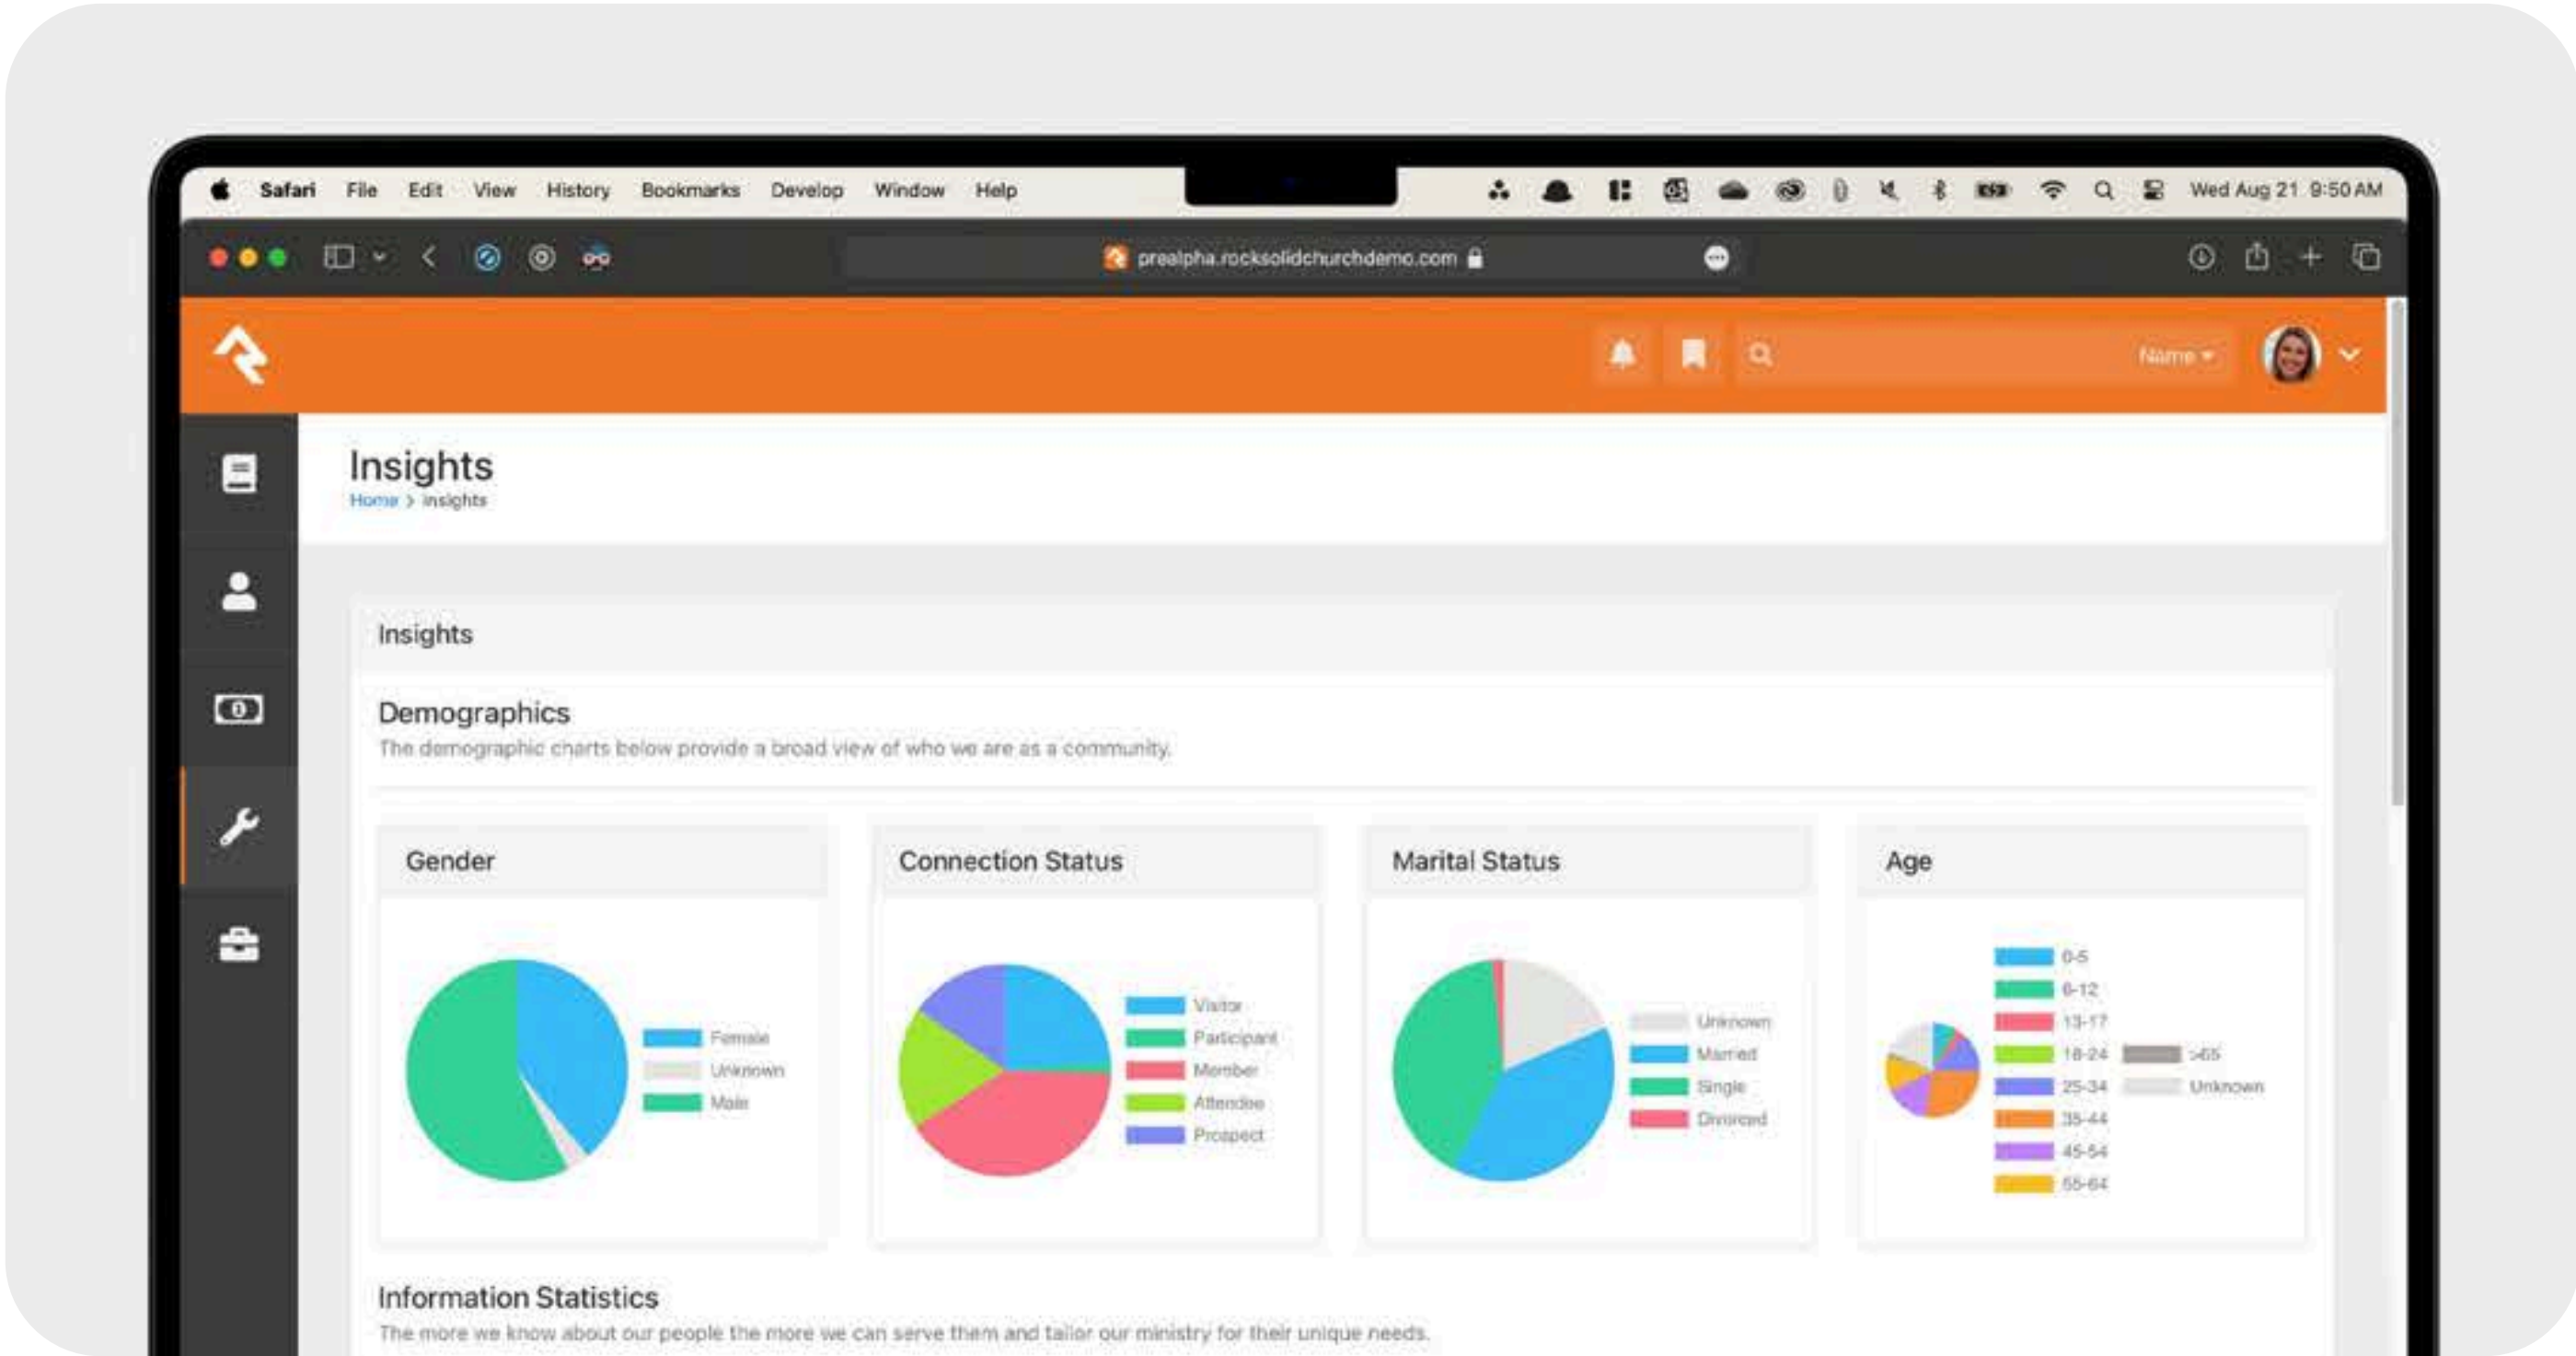 Safari File Edit View History Bookmarks Develop Window Help Wed Aug 21 9:50 AM
prealpha.rocksolidchurchdemo.com
Name
Insights
Home > Insights
Insights
Demographics
The demographic charts below provide a broad view of who we are as a community.
Gender
Female
Unknown
Male
Connection Status
Visitor
Participant
Member
Attendee
Prospect
Marital Status
Unknown
Married
Single
Divorced
Age
0-5
6-12
13-17
18-24
25-34
35-44
45-54
55-64
>65
Unknown
Information Statistics
The more we know about our people the more we can serve them and tailor our ministry for their unique needs.